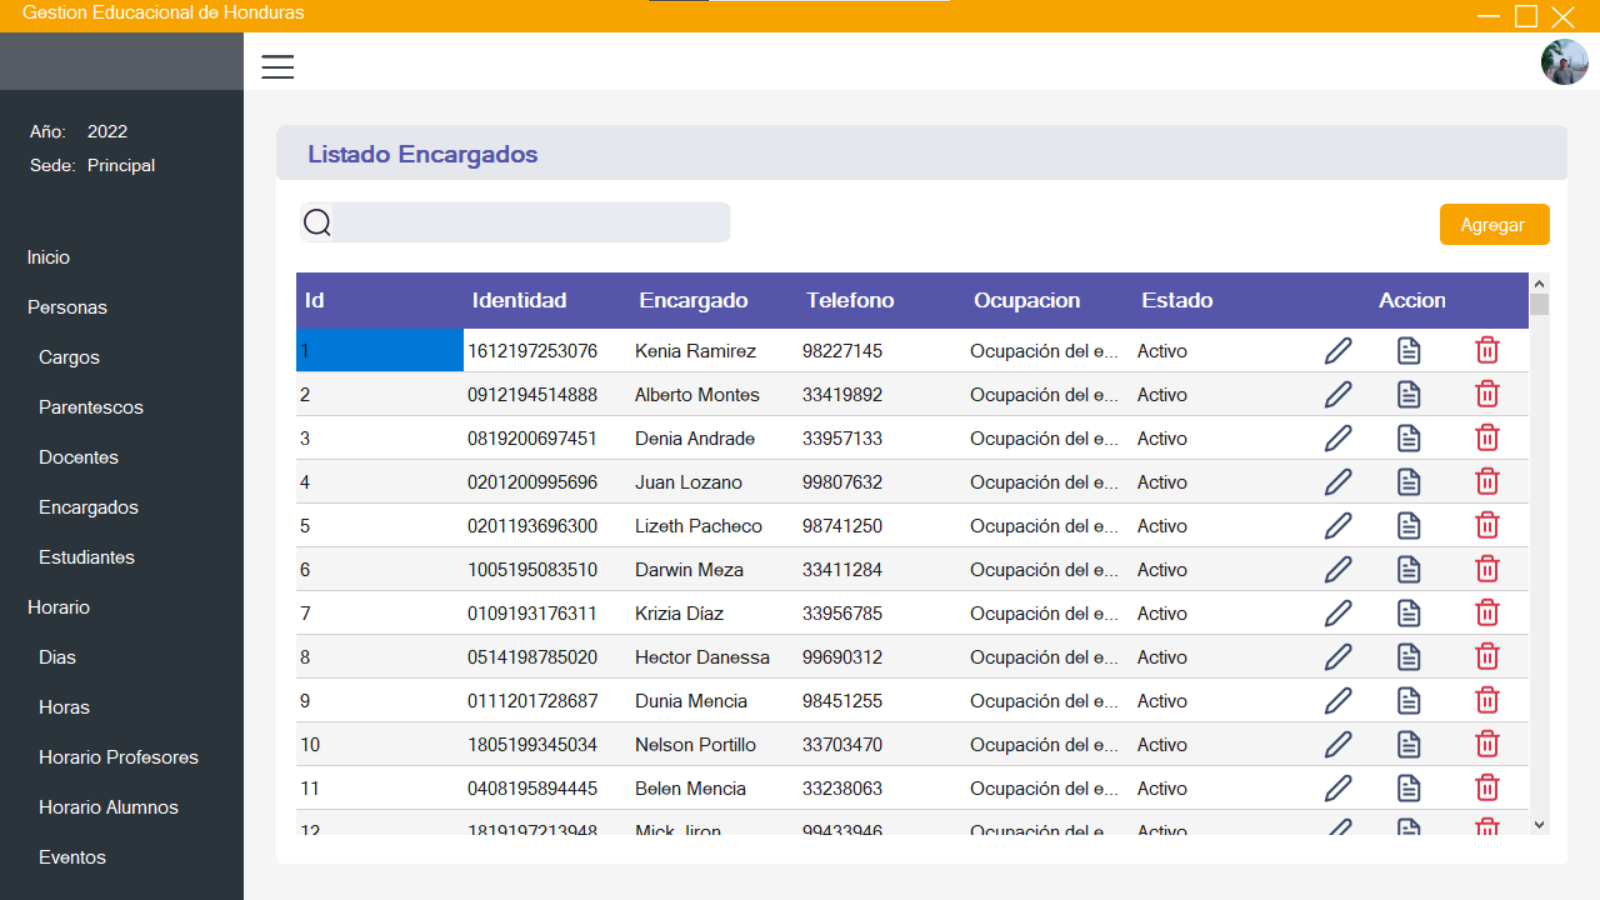 Gestion Educacional de Honduras
Año: 2022
Sede: Principal
Inicio
Personas
Cargos
Parentescos
Docentes
Encargados
Estudiantes
Horario
Dias
Horas
Horario Profesores
Horario Alumnos
Eventos
Listado Encargados
Agregar
Id Identidad Encargado Telefono Ocupacion Estado Accion
1 1612197253076 Kenia Ramirez 98227145 Ocupación del e... Activo
2 0912194514888 Alberto Montes 33419892 Ocupación del e... Activo
3 0819200697451 Denia Andrade 33957133 Ocupación del e... Activo
4 0201200995696 Juan Lozano 99807632 Ocupación del e... Activo
5 0201193696300 Lizeth Pacheco 98741250 Ocupación del e... Activo
6 1005195083510 Darwin Meza 33411284 Ocupación del e... Activo
7 0109193176311 Krizia Díaz 33956785 Ocupación del e... Activo
8 0514198785020 Hector Danessa 99690312 Ocupación del e... Activo
9 0111201728687 Dunia Mencia 98451255 Ocupación del e... Activo
10 1805199345034 Nelson Portillo 33703470 Ocupación del e... Activo
11 0408195894445 Belen Mencia 33238063 Ocupación del e... Activo
12 1819197213948 Mick Jiron 99433946 Ocupación del e... Activo